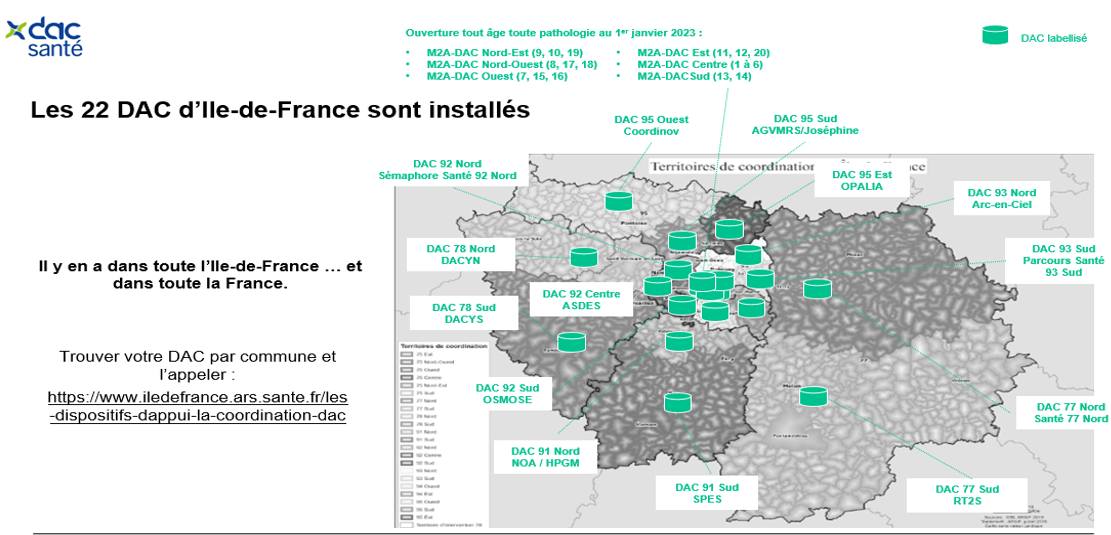 dac
santé
Ouverture tout âge toute pathologie au 1er janvier 2023 :
• M2A-DAC Nord-Est (9, 10, 19)
• M2A-DAC Nord-Ouest (8, 17, 18)
• M2A-DAC Ouest (7, 15, 16)
• M2A-DAC Est (11, 12, 20)
• M2A-DAC Centre (1 à 6)
• M2A-DACSud (13, 14)
DAC labellisé
Les 22 DAC d’Ile-de-France sont installés
Il y en a dans toute l’Ile-de-France … et
dans toute la France.
Trouver votre DAC par commune et
l’appeler :
https://www.iledefrance.ars.sante.fr/les
-dispositifs-dappui-la-coordination-dac
DAC 95 Ouest
Coordinov
DAC 95 Sud
AGVMRS/Joséphine
Territoires de coordination
DAC 92 Nord
Sémaphore Santé 92 Nord
DAC 95 Est
OPALIA
DAC 93 Nord
Arc-en-Ciel
DAC 78 Nord
DACYN
DAC 93 Sud
Parcours Santé
93 Sud
DAC 92 Centre
ASDES
DAC 78 Sud
DACYS
Territoires de coordination
DAC 92 Sud
OSMOSE
DAC 77 Nord
Santé 77 Nord
DAC 91 Nord
NOA / HPGM
DAC 91 Sud
SPES
DAC 77 Sud
RT2S